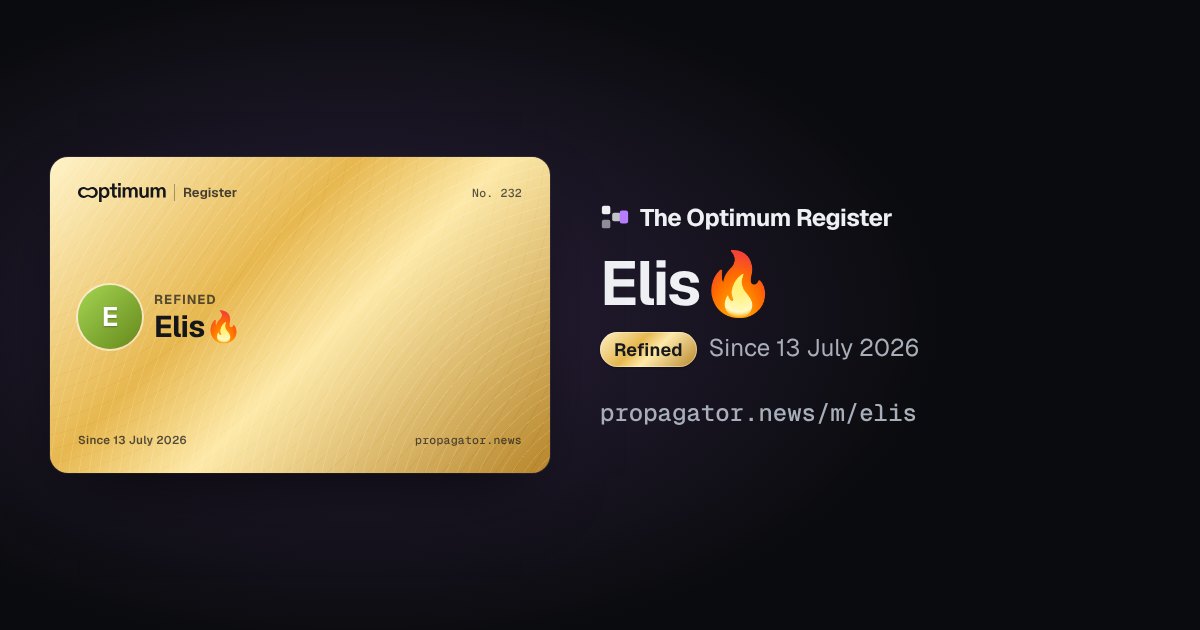 optimum | Register
No. 232
E
REFINED
Elis🔥
Since 13 July 2026
propagator.news
The Optimum Register
Elis🔥
Refined
Since 13 July 2026
propagator.news/m/elis